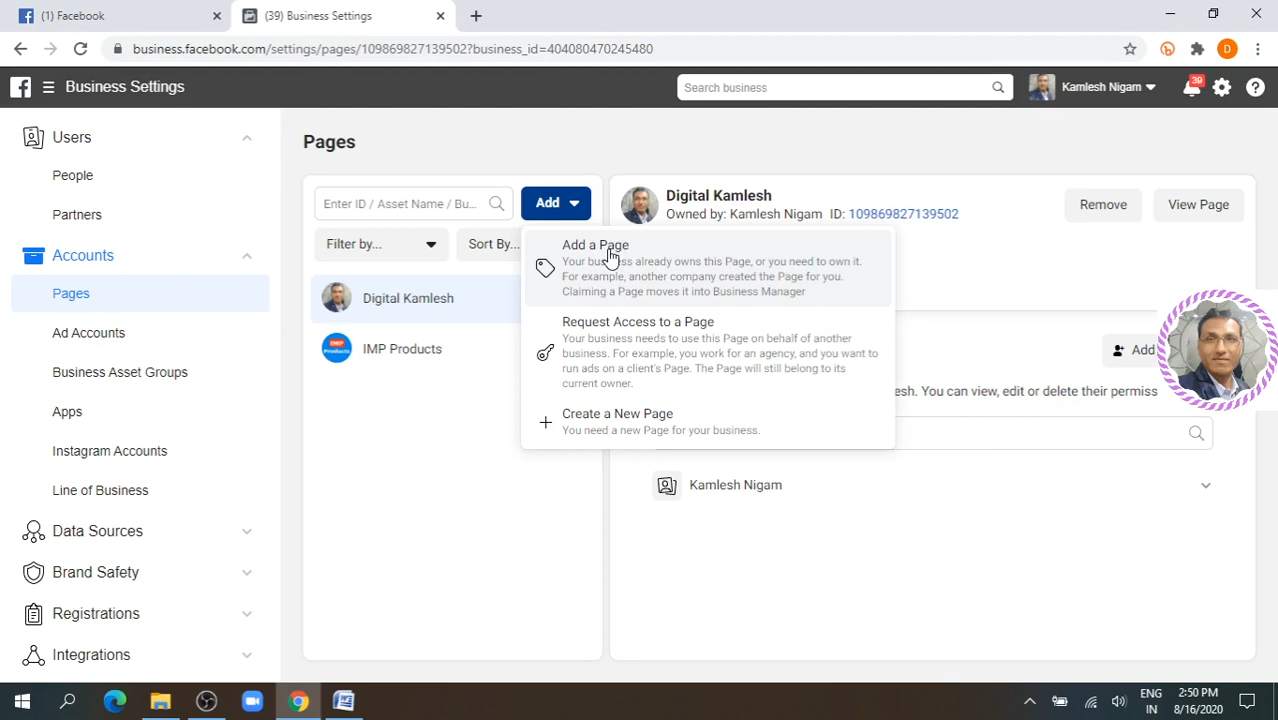 (1) Facebook
(39) Business Settings
business.facebook.com/settings/pages/109869827139502?business_id=404080470245480
D
Business Settings
Search business
Kamlesh Nigam
39
Users
People
Partners
Accounts
Pages
Ad Accounts
Business Asset Groups
Apps
Instagram Accounts
Line of Business
Data Sources
Brand Safety
Registrations
Integrations
Pages
Enter ID / Asset Name / Bu...
Add
Filter by...
Sort By...
Digital Kamlesh
IMP Products
IMP
Products
Add a Page
Your business already owns this Page, or you need to own it.
For example, another company created the Page for you.
Claiming a Page moves it into Business Manager
Request Access to a Page
Your business needs to use this Page on behalf of another
business. For example, you work for an agency, and you want to
run ads on a client's Page. The Page will still belong to its
current owner.
Create a New Page
You need a new Page for your business.
Digital Kamlesh
Owned by: Kamlesh Nigam ID: 109869827139502
Remove
View Page
Add
esh. You can view, edit or delete their permiss
Kamlesh Nigam
ENG
IN
2:50 PM
8/16/2020